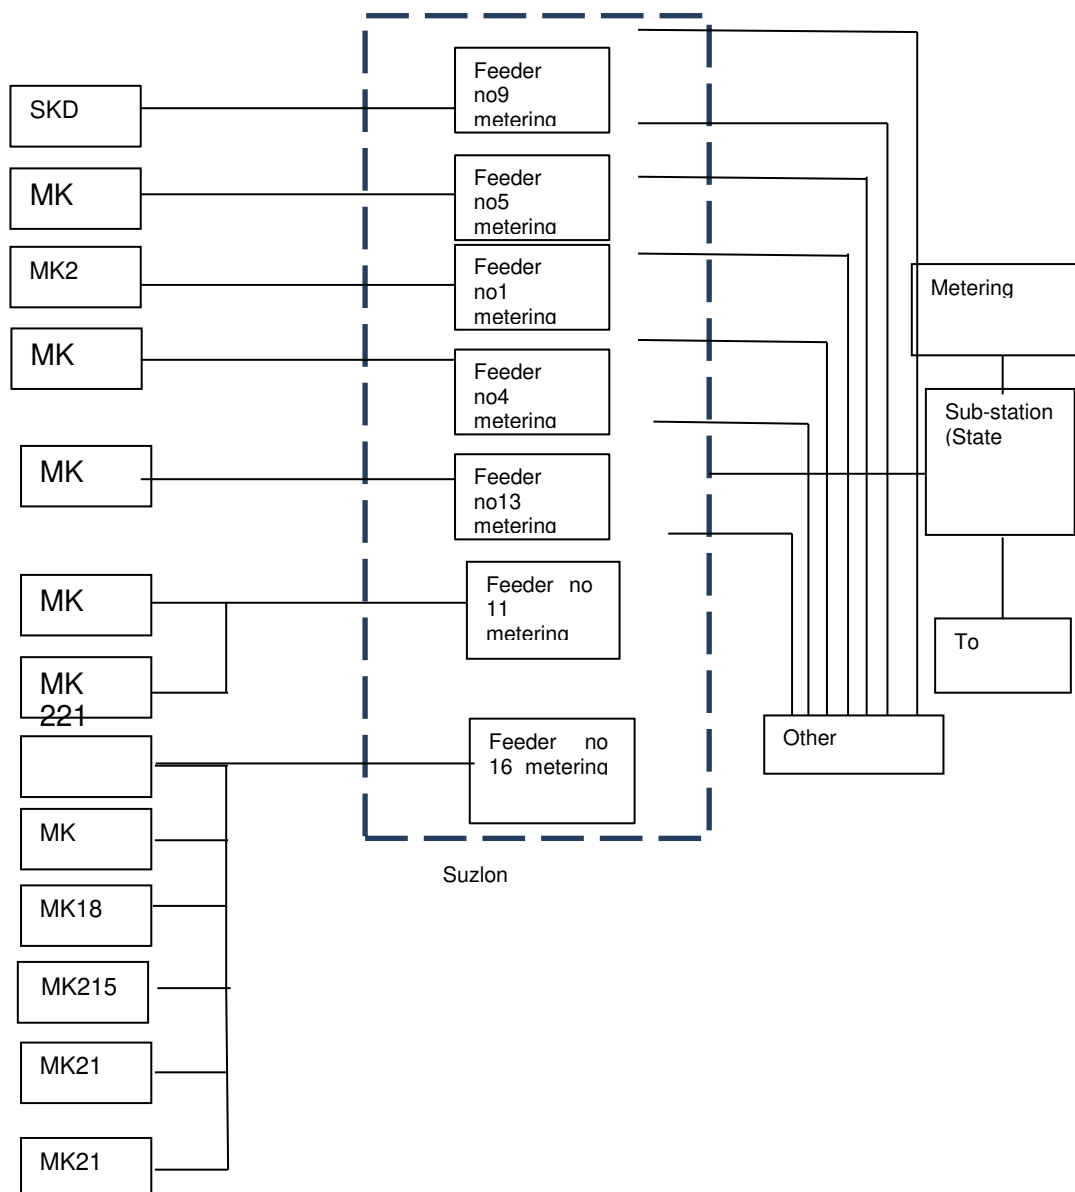 SKD
MK
MK2
MK
MK
MK
MK
221
MK
MK18
MK215
MK21
MK21
Feeder
no9
metering
Feeder
no5
metering
Feeder
no1
metering
Feeder
no4
metering
Feeder
no13
metering
Feeder no
11
metering
Feeder no
16 metering
Suzlon
Metering
Sub-station
(State
To
Other